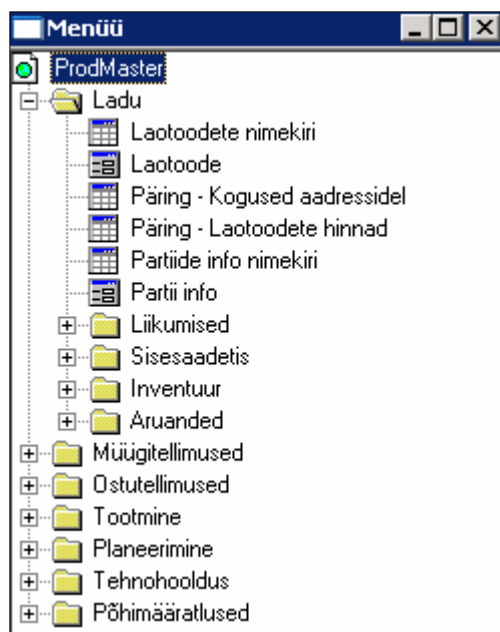 Menüü
ProdMaster
Ladu
Laotoodete nimekiri
Laotoode
Päring - Kogused aadressidel
Päring - Laotoodete hinnad
Partiide info nimekiri
Partii info
Liikumised
Sisesaadetis
Inventuur
Aruanded
Müügitellimused
Ostutellimused
Tootmine
Planeerimine
Tehnohooldus
Põhimääratlused